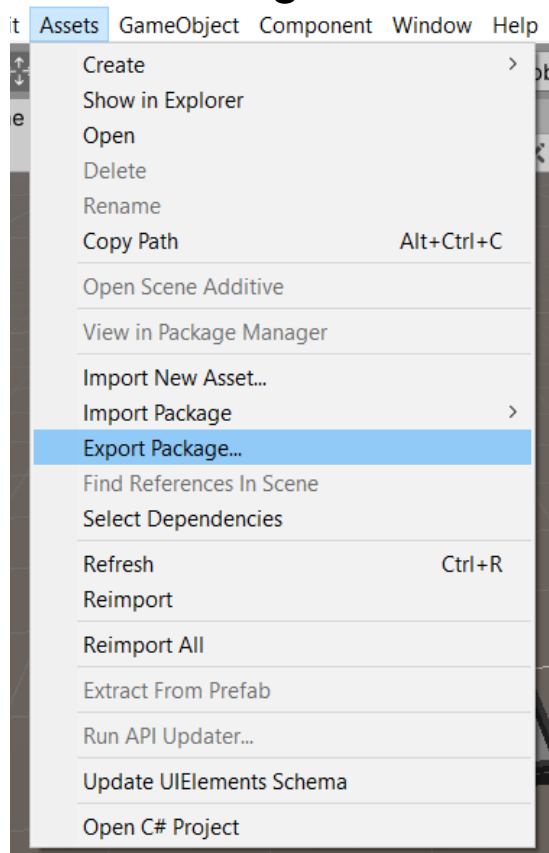 it Assets GameObject Component Window Help
Create
Show in Explorer
Open
Delete
Rename
Copy Path Alt+Ctrl+C
Open Scene Additive
View in Package Manager
Import New Asset...
Import Package
Export Package...
Find References In Scene
Select Dependencies
Refresh Ctrl+R
Reimport
Reimport All
Extract From Prefab
Run API Updater...
Update UIElements Schema
Open C# Project